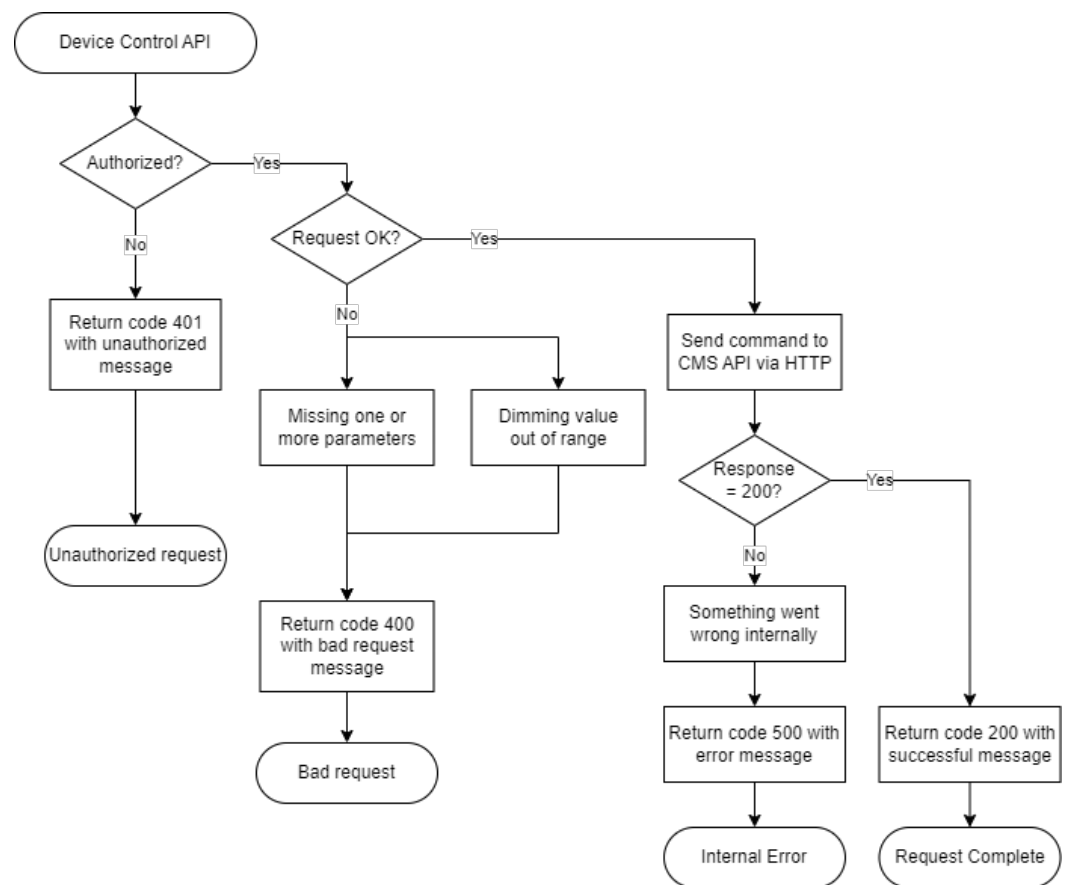 Device Control API
Authorized?
Yes
No
Request OK?
Yes
No
Return code 401
with unauthorized
message
Send command to
CMS API via HTTP
Missing one or
more parameters
Dimming value
out of range
Response
= 200?
Yes
No
Unauthorized request
Something went
wrong internally
Return code 400
with bad request
message
Return code 500 with
error message
Return code 200 with
successful message
Bad request
Internal Error
Request Complete